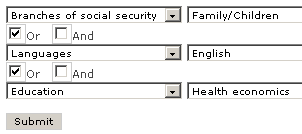 Branches of social security Family/Children
Or And
Languages English
Or And
Education Health economics
Submit